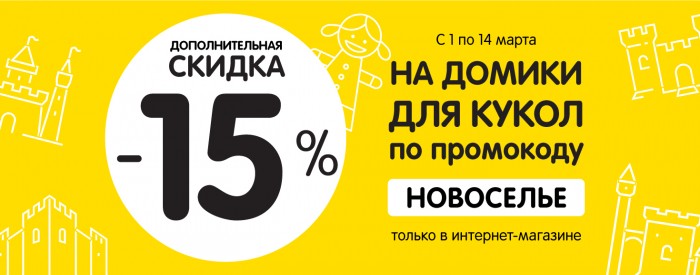 ДОПОЛНИТЕЛЬНАЯ
СКИДКА
-15%
С 1 по 14 марта
НА ДОМИКИ
ДЛЯ КУКОЛ
по промокоду
НОВОСЕЛЬЕ
только в интернет-магазине